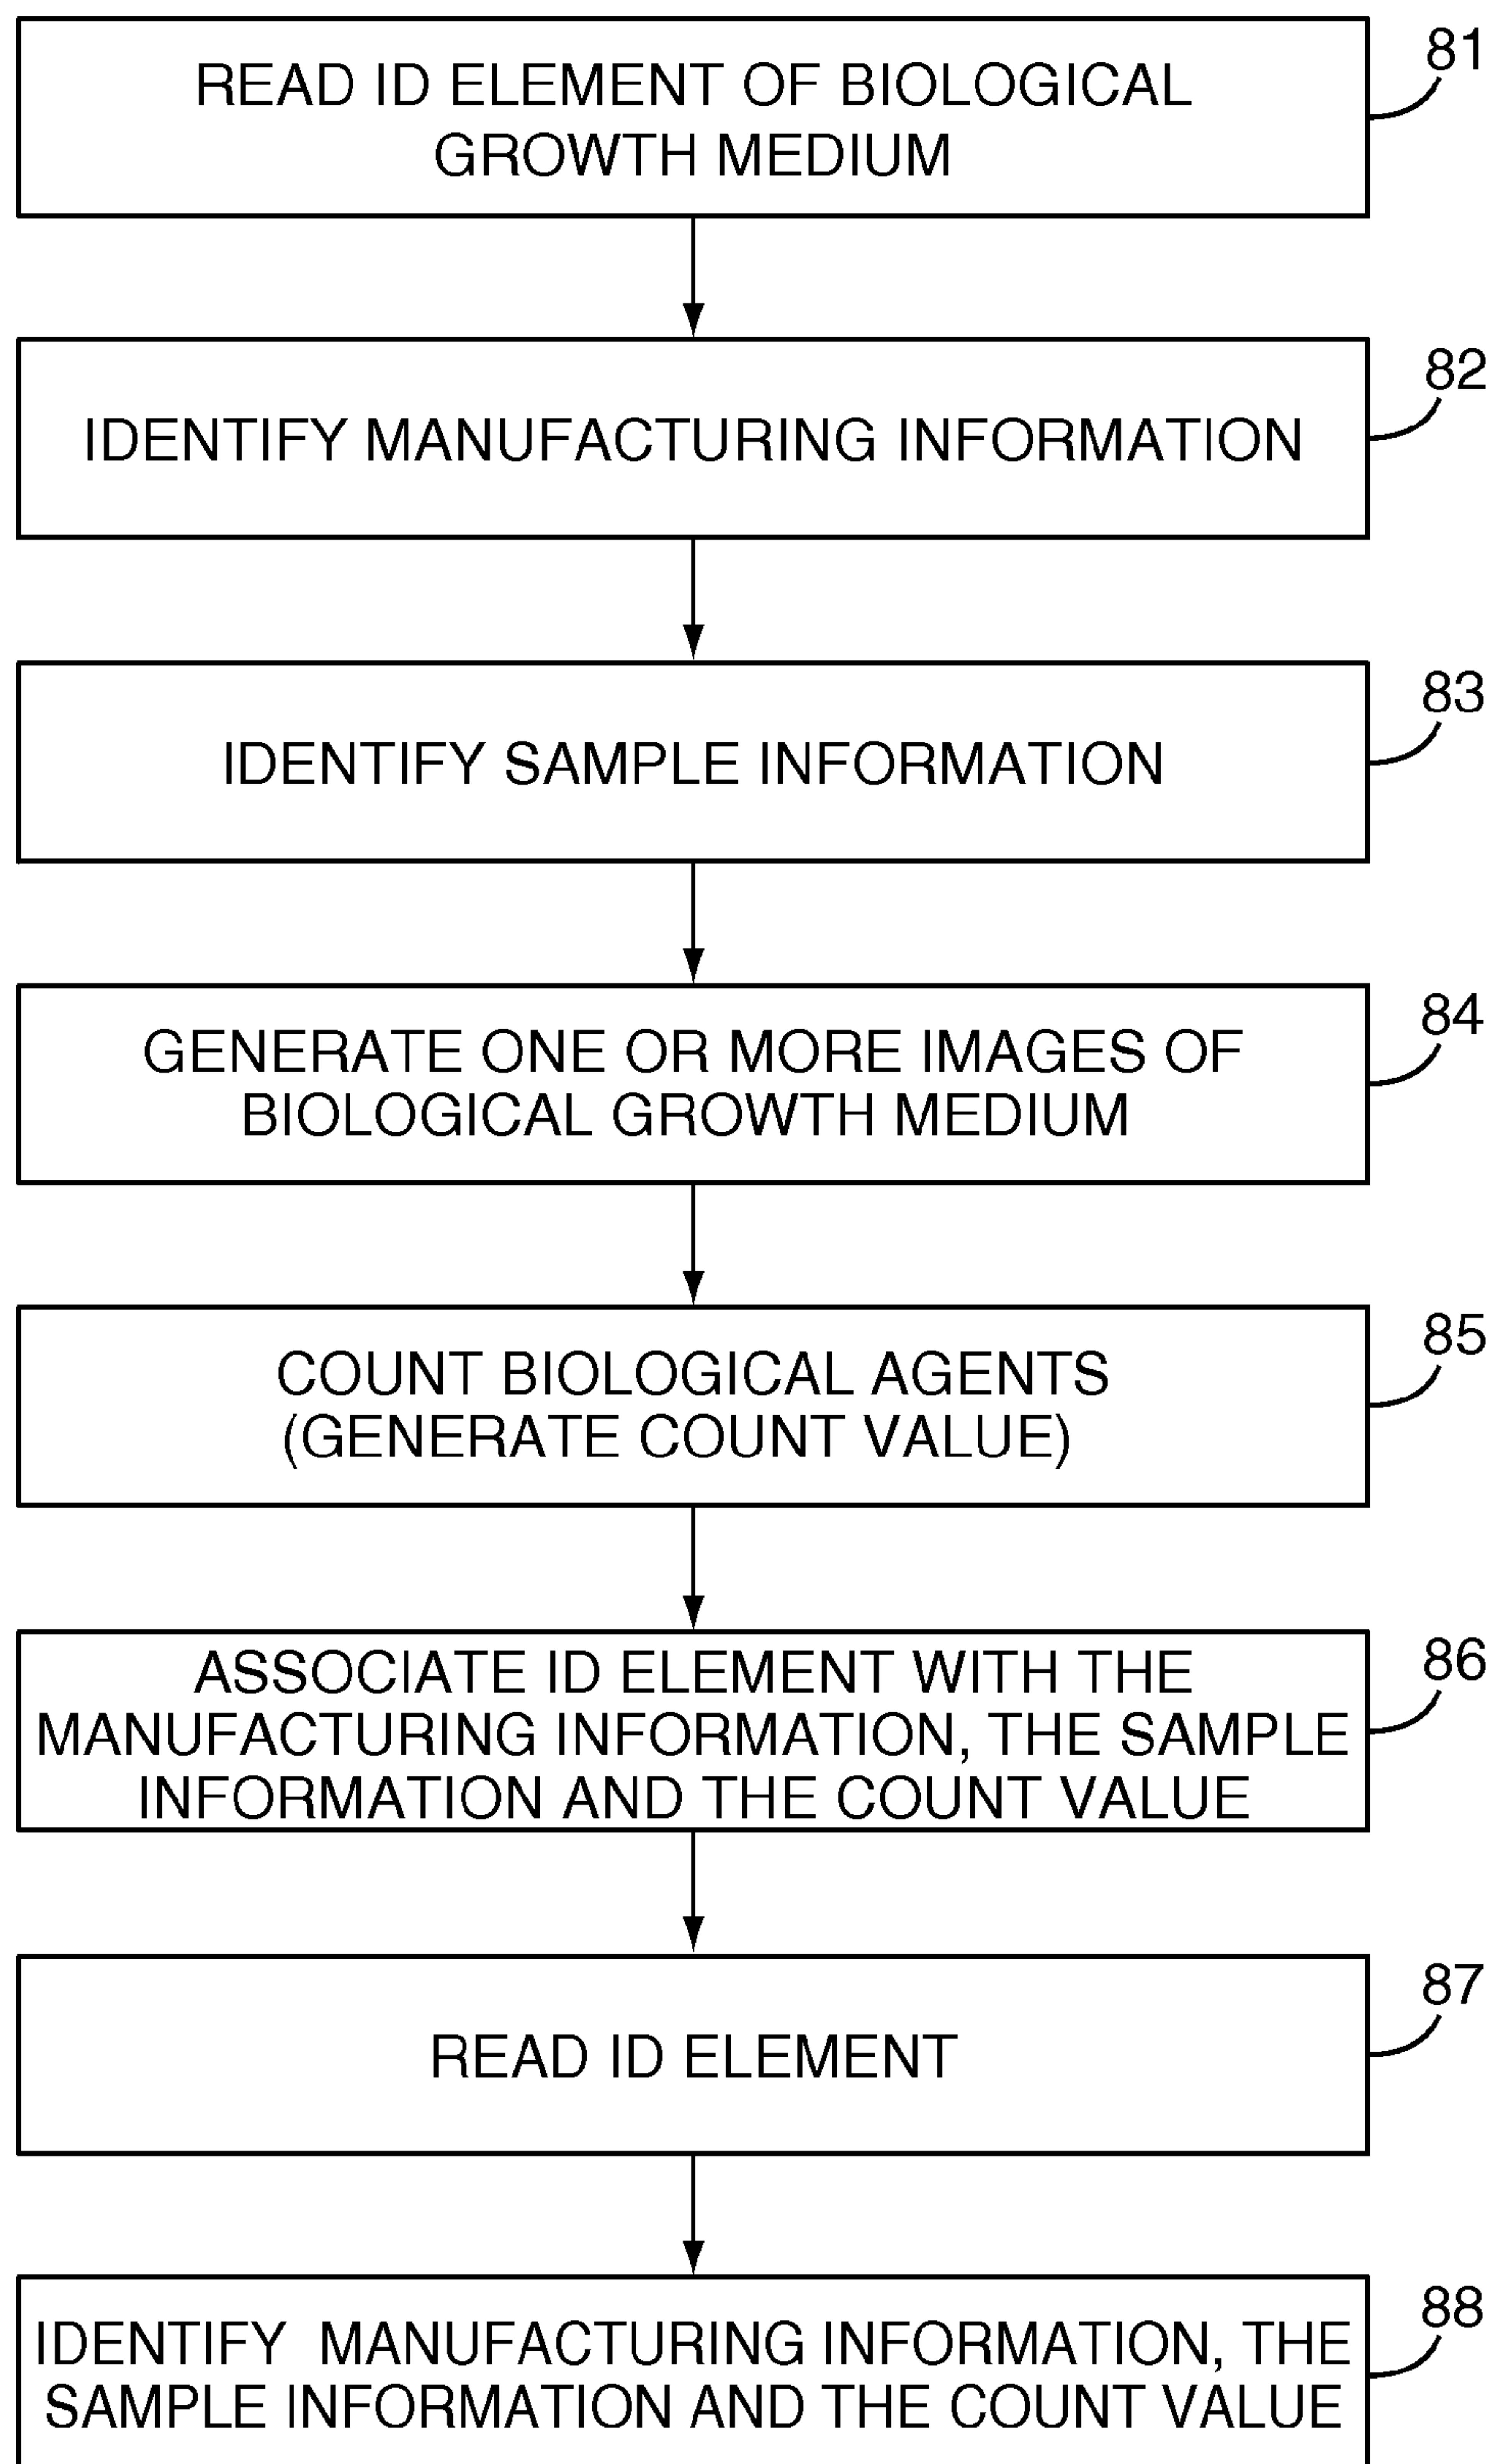 81
READ ID ELEMENT OF BIOLOGICAL
GROWTH MEDIUM
82
IDENTIFY MANUFACTURING INFORMATION
83
IDENTIFY SAMPLE INFORMATION
84
GENERATE ONE OR MORE IMAGES OF
BIOLOGICAL GROWTH MEDIUM
85
COUNT BIOLOGICAL AGENTS
(GENERATE COUNT VALUE)
86
ASSOCIATE ID ELEMENT WITH THE
MANUFACTURING INFORMATION, THE SAMPLE
INFORMATION AND THE COUNT VALUE
87
READ ID ELEMENT
88
IDENTIFY MANUFACTURING INFORMATION, THE
SAMPLE INFORMATION AND THE COUNT VALUE